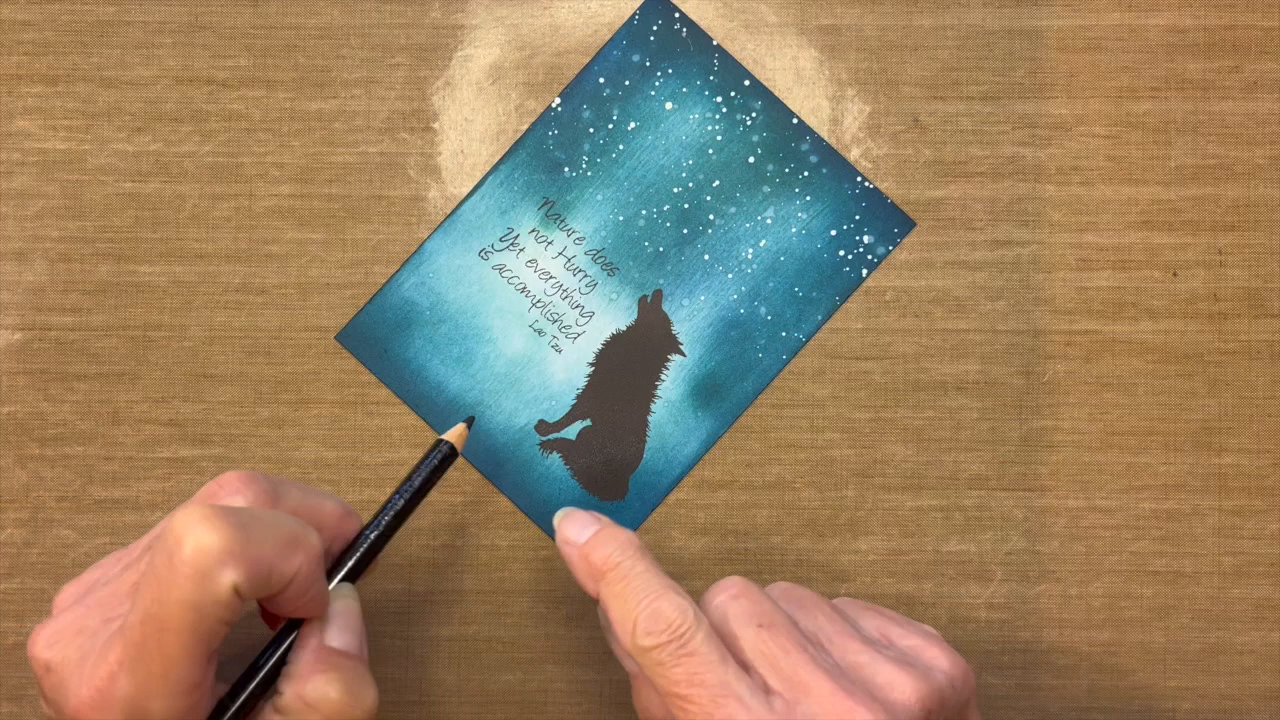 Nature does
not Hurry
Yet everything
is accomplished
Lao Tzu